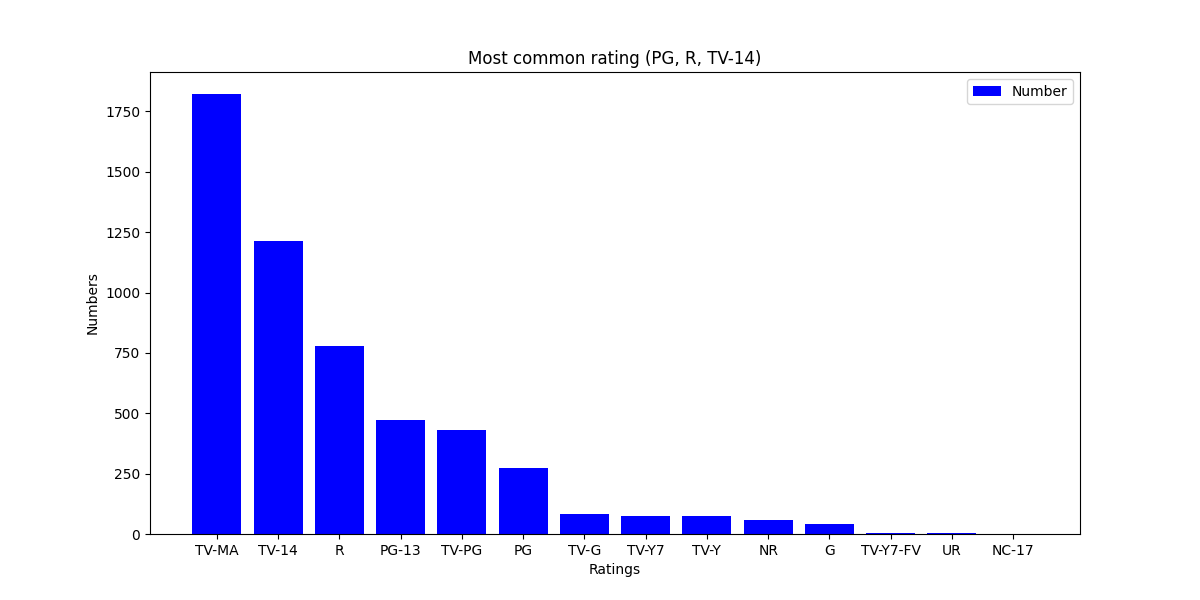 Most common rating (PG, R, TV-14)
Number
1750
1500
1250
1000
750
500
250
0
Numbers
TV-MA TV-14 R PG-13 TV-PG PG TV-G TV-Y7 TV-Y NR G TV-Y7-FV UR NC-17
Ratings